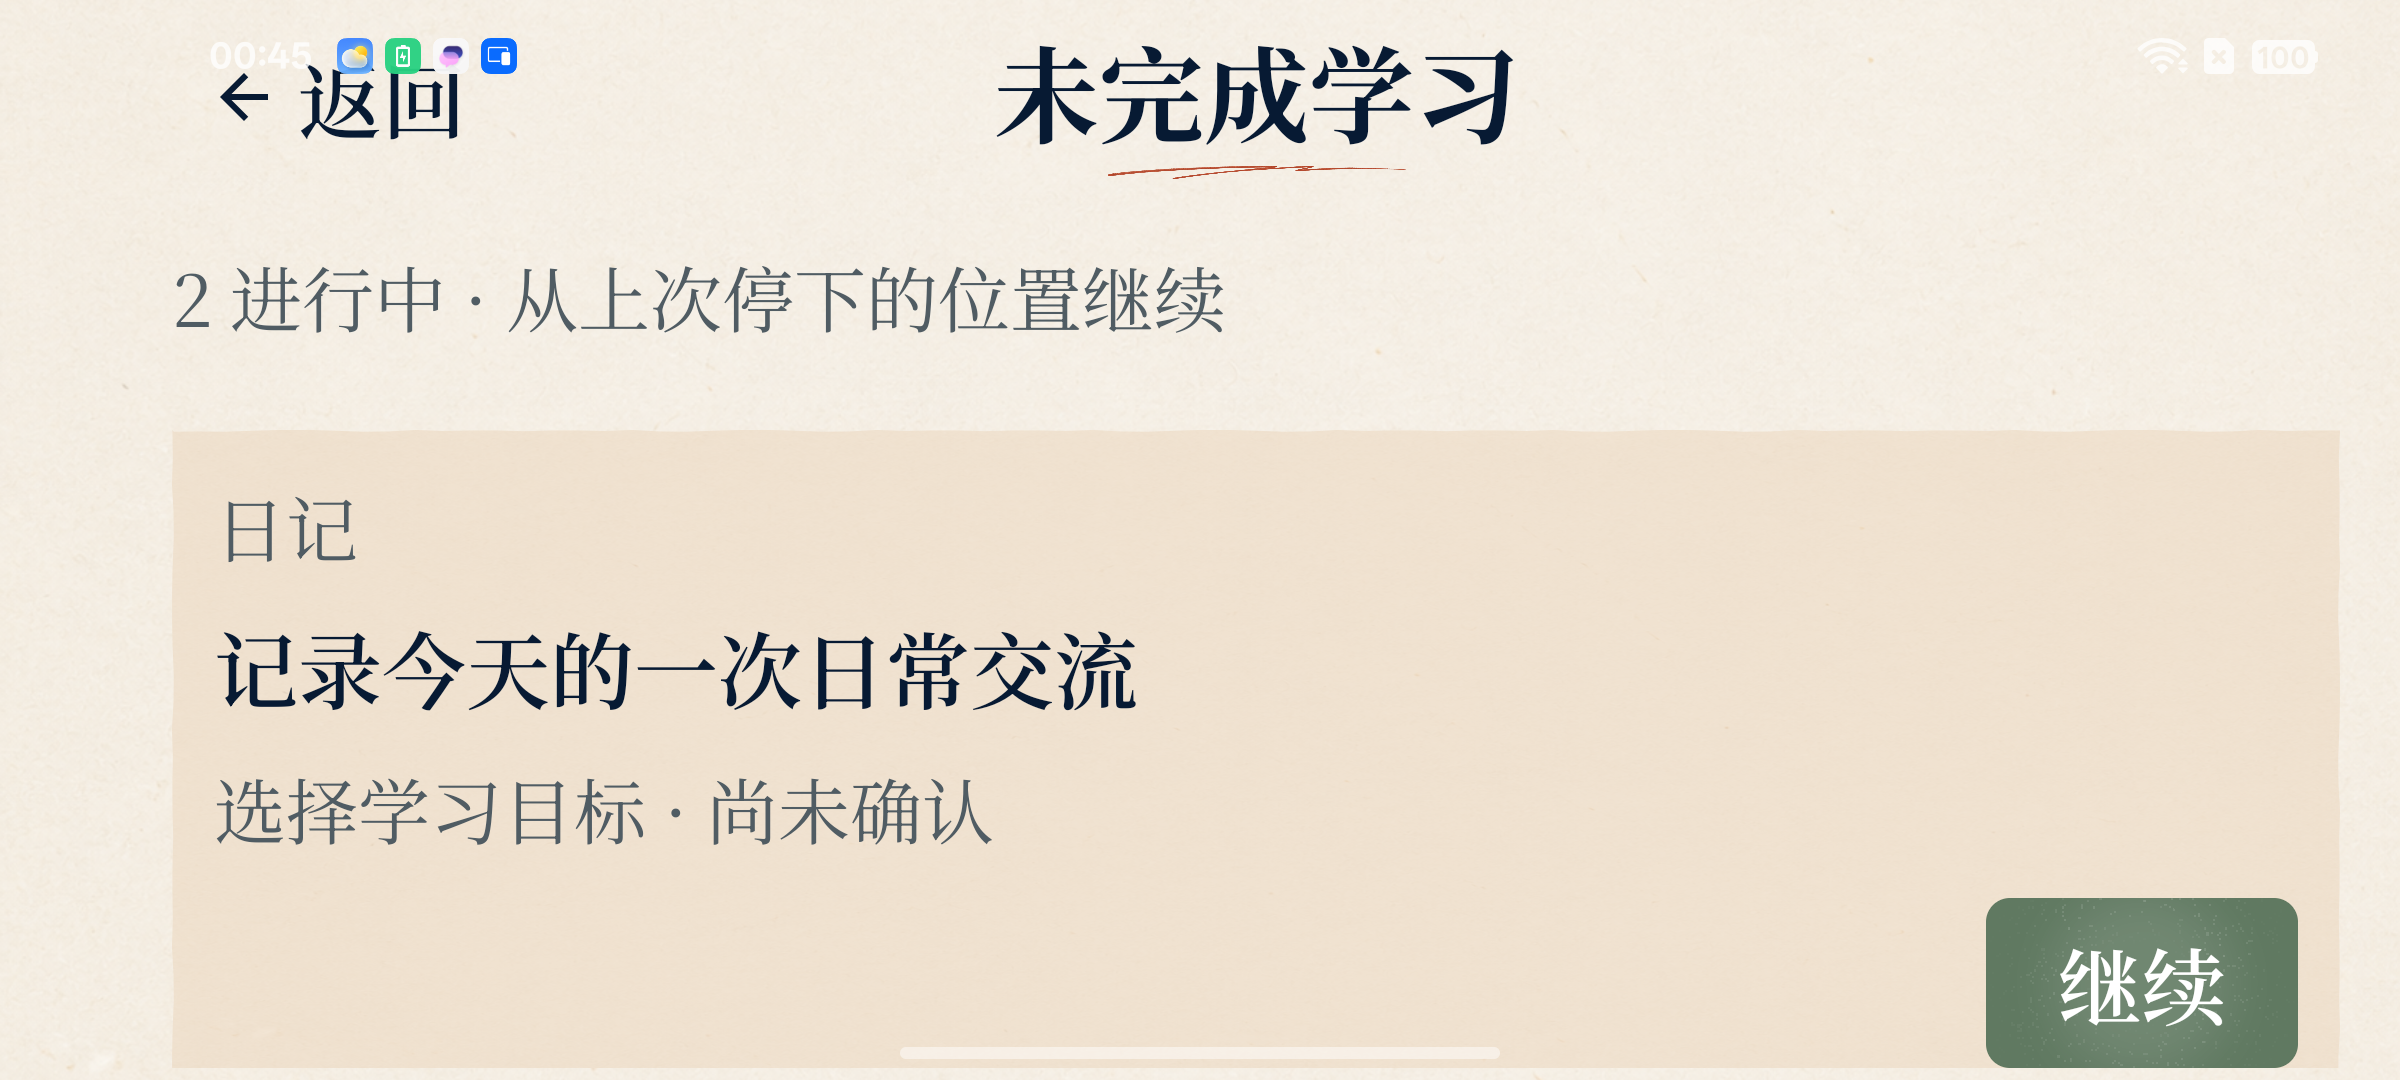 00:45
100
← 返回
未完成学习
2 进行中 · 从上次停下的位置继续
日记
记录今天的一次日常交流
选择学习目标 · 尚未确认
继续